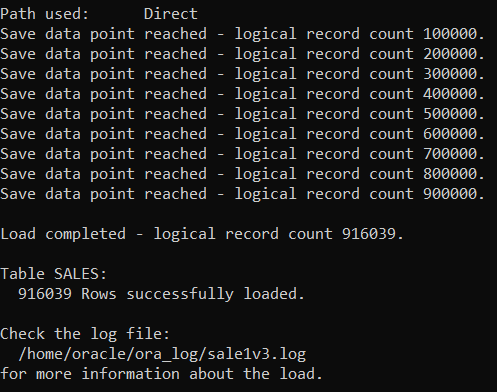 Path used:      Direct
Save data point reached - logical record count 100000.
Save data point reached - logical record count 200000.
Save data point reached - logical record count 300000.
Save data point reached - logical record count 400000.
Save data point reached - logical record count 500000.
Save data point reached - logical record count 600000.
Save data point reached - logical record count 700000.
Save data point reached - logical record count 800000.
Save data point reached - logical record count 900000.

Load completed - logical record count 916039.

Table SALES:
  916039 Rows successfully loaded.

Check the log file:
  /home/oracle/ora_log/sale1v3.log
for more information about the load.